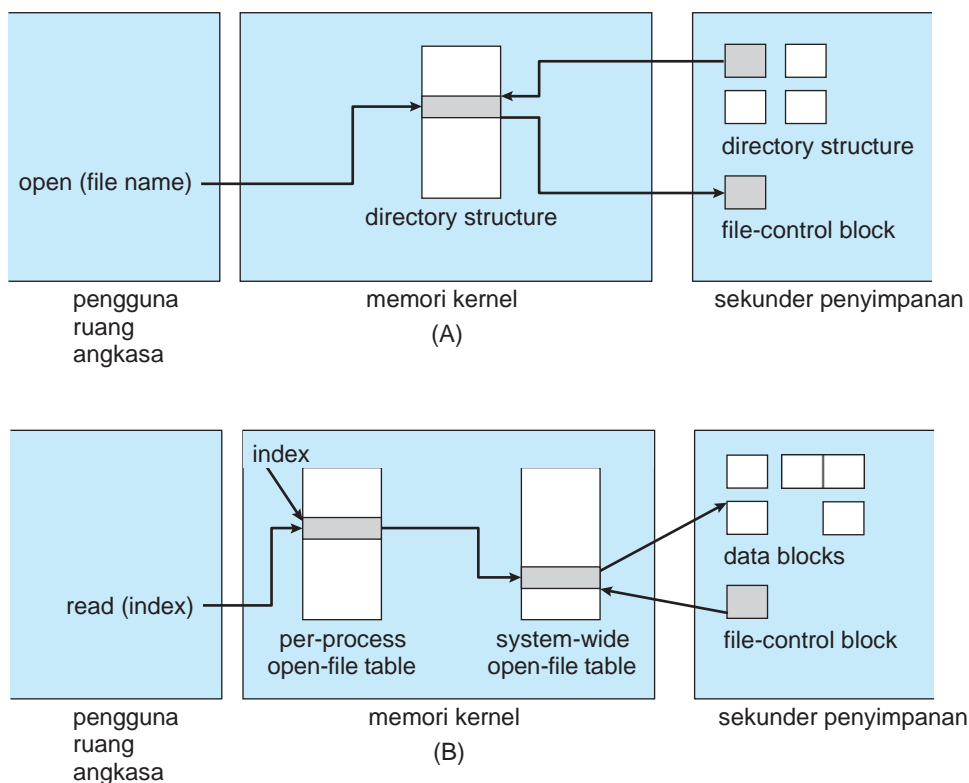 open (file name)
directory structure
directory structure
file-control block
pengguna
ruang
angkasa
memori kernel
sekunder penyimpanan
(A)
index
read (index)
per-process
open-file table
system-wide
open-file table
data blocks
file-control block
pengguna
ruang
angkasa
memori kernel
sekunder penyimpanan
(B)